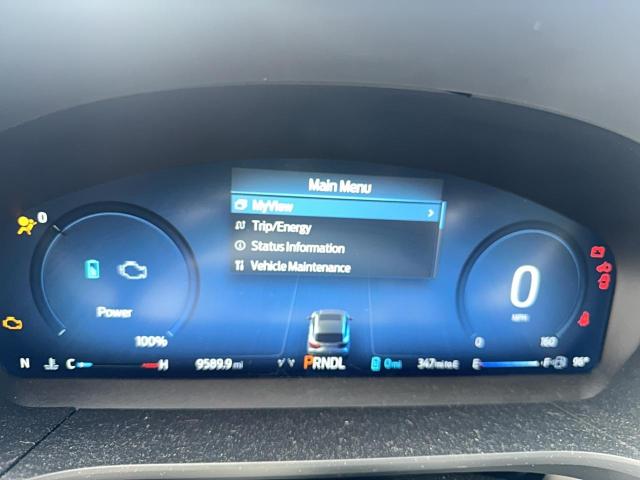 Main Menu
MyView
Trip/Energy
Status Information
Vehicle Maintenance
0
Power
100%
0
MPH
0
160
N
C
H
9589.9 mi
PRNDL
0 mi
347 mi to E
E
F
96°